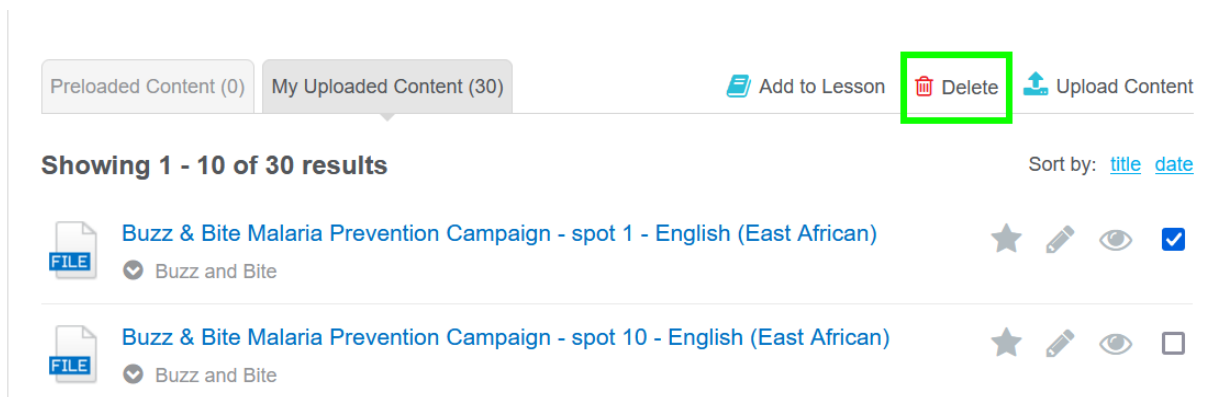 Preloaded Content (0) My Uploaded Content (30) Add to Lesson Delete Upload Content
Showing 1 - 10 of 30 results Sort by: title date
Buzz & Bite Malaria Prevention Campaign - spot 1 - English (East African)
FILE
Buzz and Bite
Buzz & Bite Malaria Prevention Campaign - spot 10 - English (East African)
FILE
Buzz and Bite